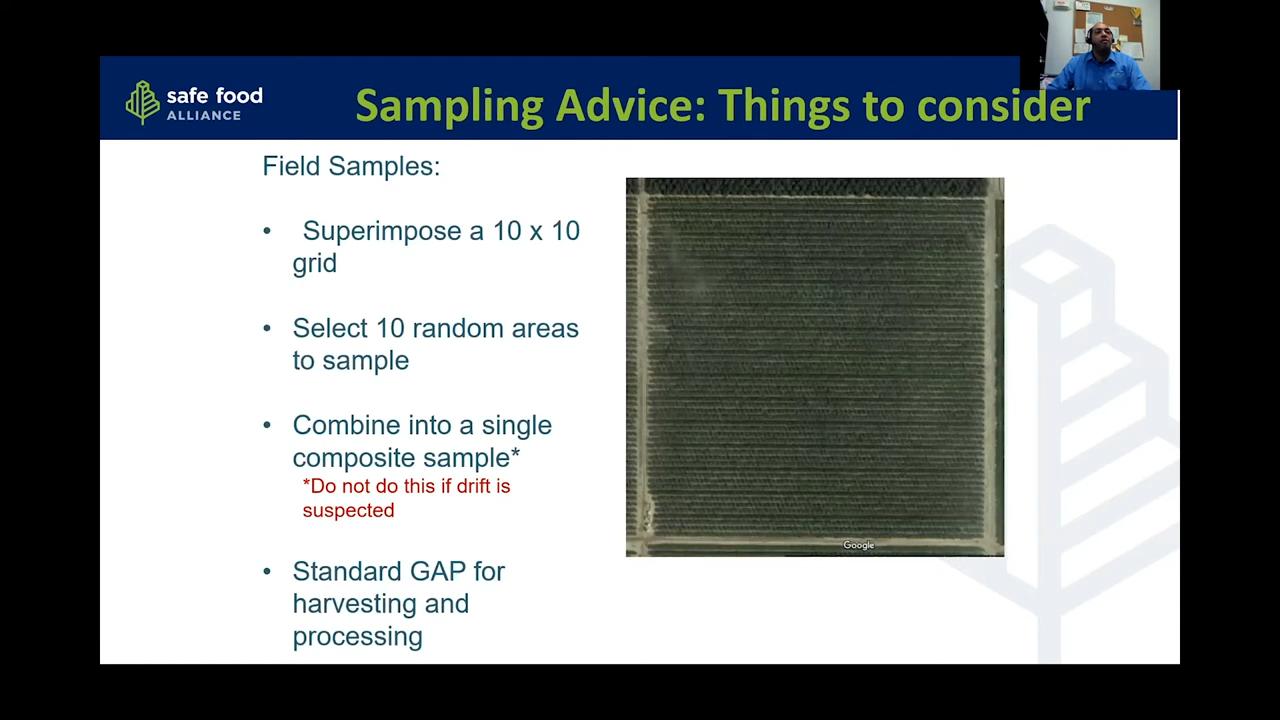 safe food
ALLIANCE
Sampling Advice: Things to consider
Field Samples:
• Superimpose a 10 x 10
grid
• Select 10 random areas
to sample
• Combine into a single
composite sample*
*Do not do this if drift is
suspected
• Standard GAP for
harvesting and
processing
Google